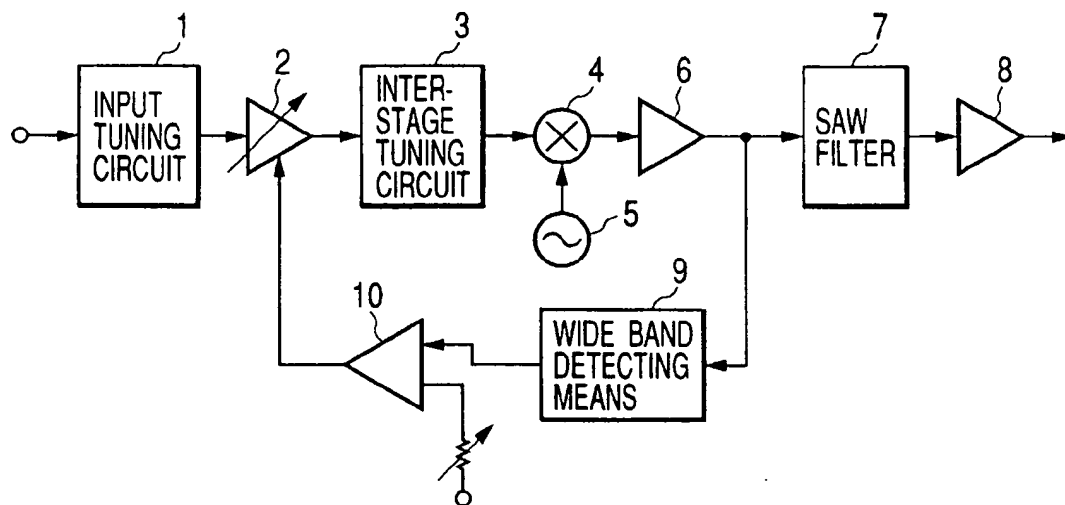 1
2
3
4
6
7
8
INPUT
TUNING
CIRCUIT
INTER-
STAGE
TUNING
CIRCUIT
SAW
FILTER
5
10
9
WIDE BAND
DETECTING
MEANS